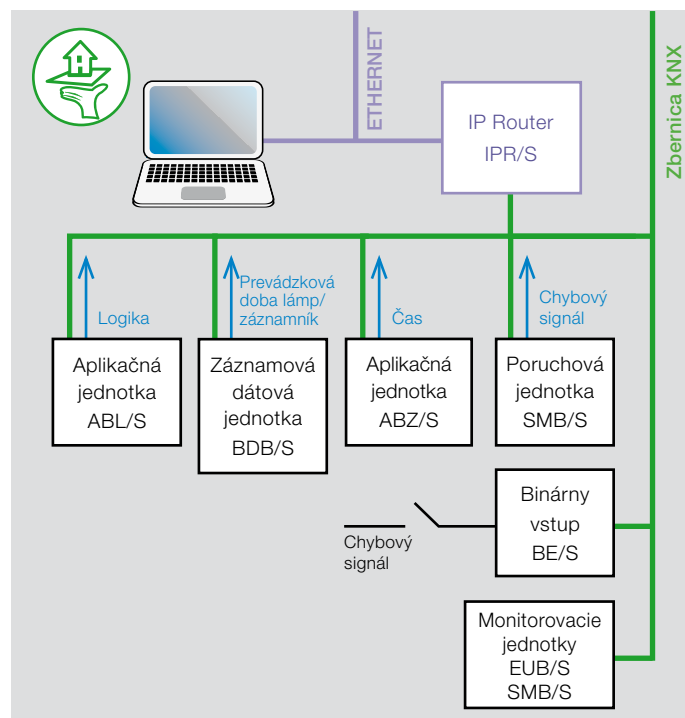 ETHERNET
Zbernica KNX
IP Router
IPR/S
Logika
Prevádzková
doba lámp/
záznamník
Čas
Chybový
signál
Aplikačná
jednotka
ABL/S
Záznamová
dátová
jednotka
BDB/S
Aplikačná
jednotka
ABZ/S
Poruchová
jednotka
SMB/S
Chybový
signál
Binárny
vstup
BE/S
Monitorovacie
jednotky
EUB/S
SMB/S